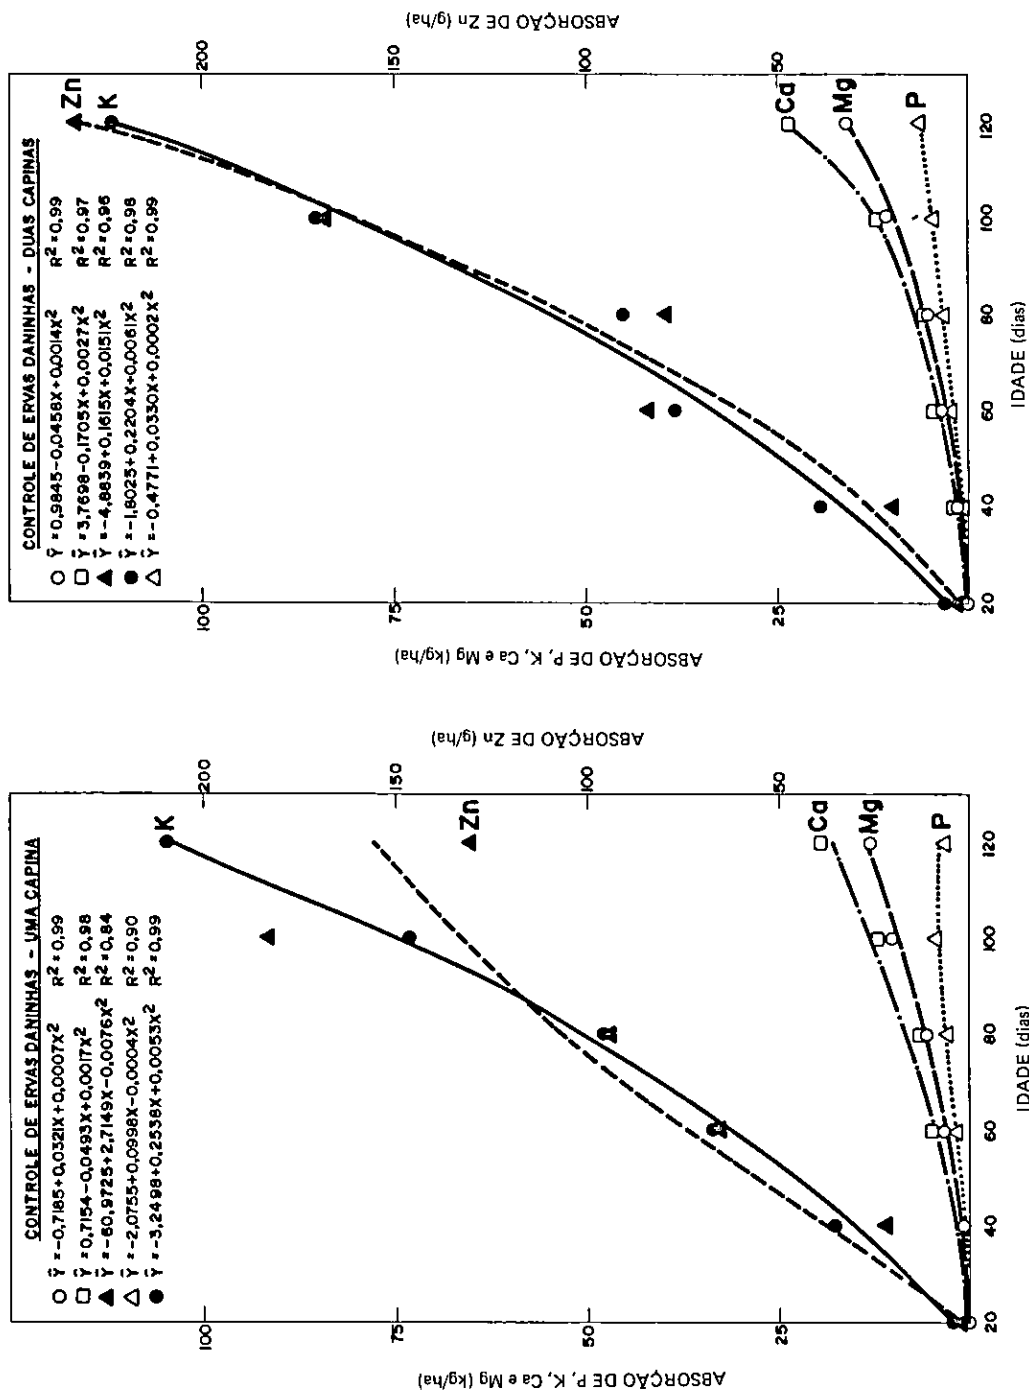 CONTROLE DE ERVAS DANINHAS - UMA CAPINA
○ Ŷ = -0,7185+0,0321X+0,0007X² R²=0,99
□ Ŷ = 0,7154-0,0493X+0,0017X² R²=0,98
▲ Ŷ = -60,9725+2,7149X-0,0076X² R²=0,84
△ Ŷ = -2,0755+0,0998X-0,0004X² R²=0,90
● Ŷ = -3,2498+0,2538X+0,0053X² R²=0,99
ABSORÇÃO DE P, K, Ca e Mg (kg/ha)
100
75
50
25
ABSORÇÃO DE Zn (g/ha)
200
150
100
50
K
Zn
Ca
Mg
P
20 40 60 80 100 120
IDADE (dias)
CONTROLE DE ERVAS DANINHAS - DUAS CAPINAS
○ Ŷ = 0,9845-0,0458X+0,0014X² R²=0,99
□ Ŷ = 3,7698-0,1705X+0,0027X² R²=0,97
▲ Ŷ = -4,8839+0,1615X+0,0151X² R²=0,96
● Ŷ = -1,8025+0,2204X+0,0061X² R²=0,98
△ Ŷ = -0,4771+0,0330X+0,0002X² R²=0,99
ABSORÇÃO DE P, K, Ca e Mg (kg/ha)
100
75
50
25
ABSORÇÃO DE Zn (g/ha)
200
150
100
50
Zn
K
Ca
Mg
P
20 40 60 80 100 120
IDADE (dias)